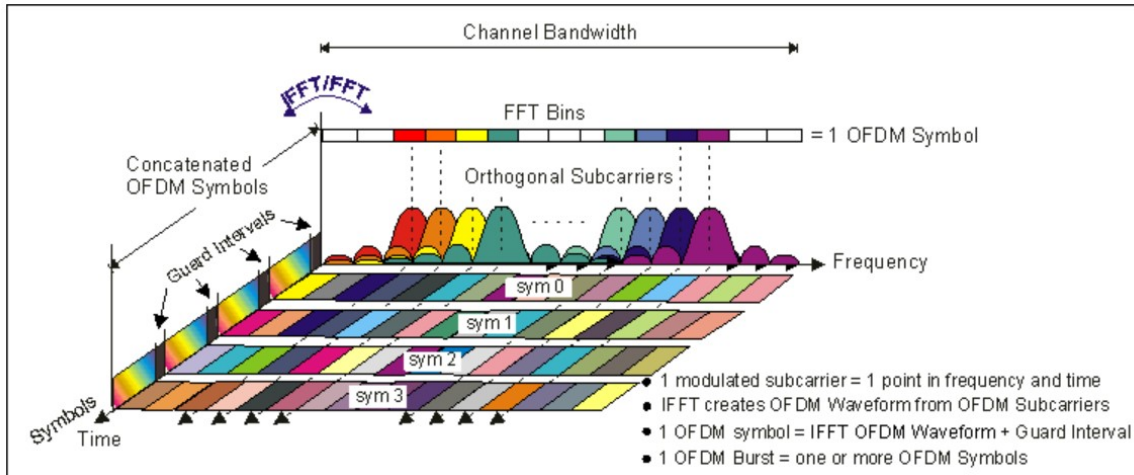 Channel Bandwidth
IFFT/FFT
FFT Bins
= 1 OFDM Symbol
Concatenated
OFDM Symbols
Orthogonal Subcarriers
Guard Intervals
Frequency
sym 0
sym 1
sym 2
sym 3
Symbols
Time
● 1 modulated subcarrier = 1 point in frequency and time
● IFFT creates OFDM Waveform from OFDM Subcarriers
● 1 OFDM symbol = IFFT OFDM Waveform + Guard Interval
● 1 OFDM Burst = one or more OFDM Symbols